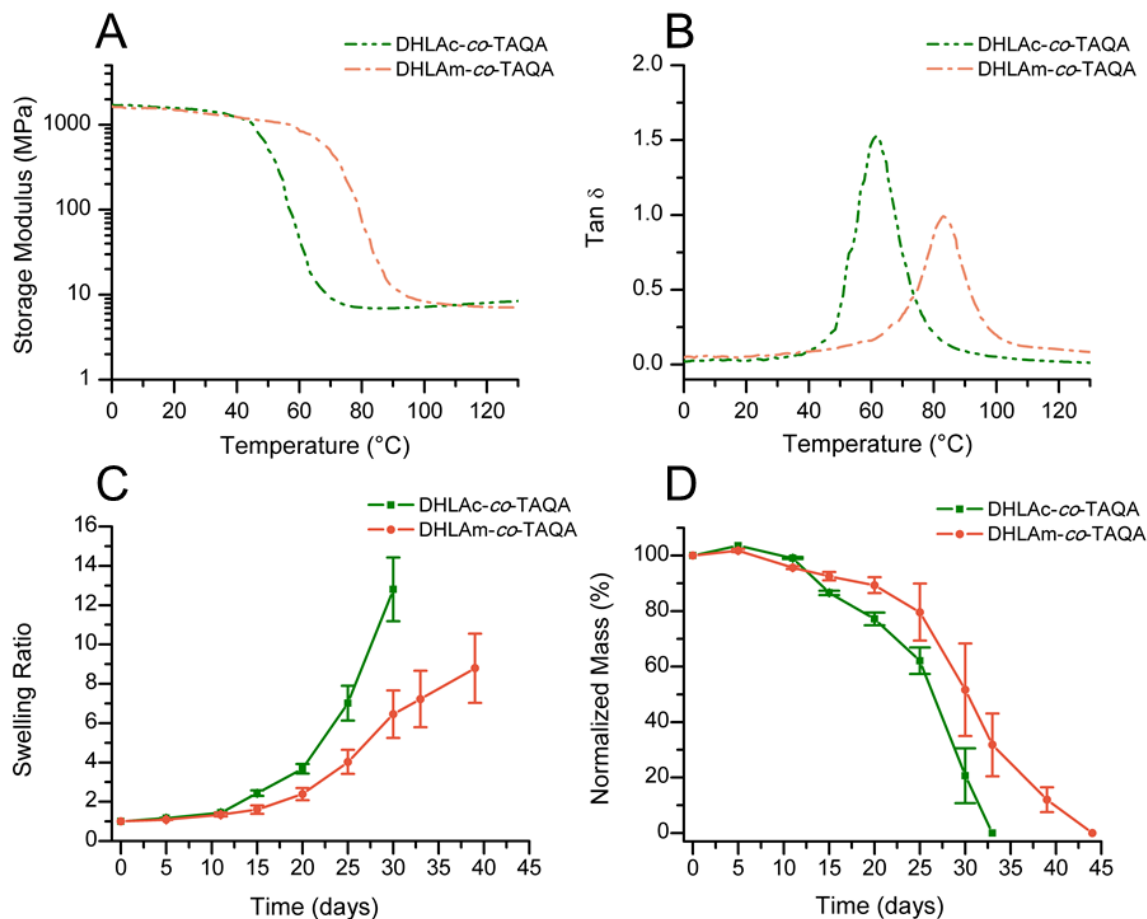 A
DHLAc-co-TAQA
DHLAm-co-TAQA
Storage Modulus (MPa)
1000
100
10
1
0 20 40 60 80 100 120
Temperature (°C)
B
DHLAc-co-TAQA
DHLAm-co-TAQA
Tan δ
2.0
1.5
1.0
0.5
0.0
0 20 40 60 80 100 120
Temperature (°C)
C
DHLAc-co-TAQA
DHLAm-co-TAQA
Swelling Ratio
16
14
12
10
8
6
4
2
0
0 5 10 15 20 25 30 35 40 45
Time (days)
D
DHLAc-co-TAQA
DHLAm-co-TAQA
Normalized Mass (%)
100
80
60
40
20
0
0 5 10 15 20 25 30 35 40 45
Time (days)